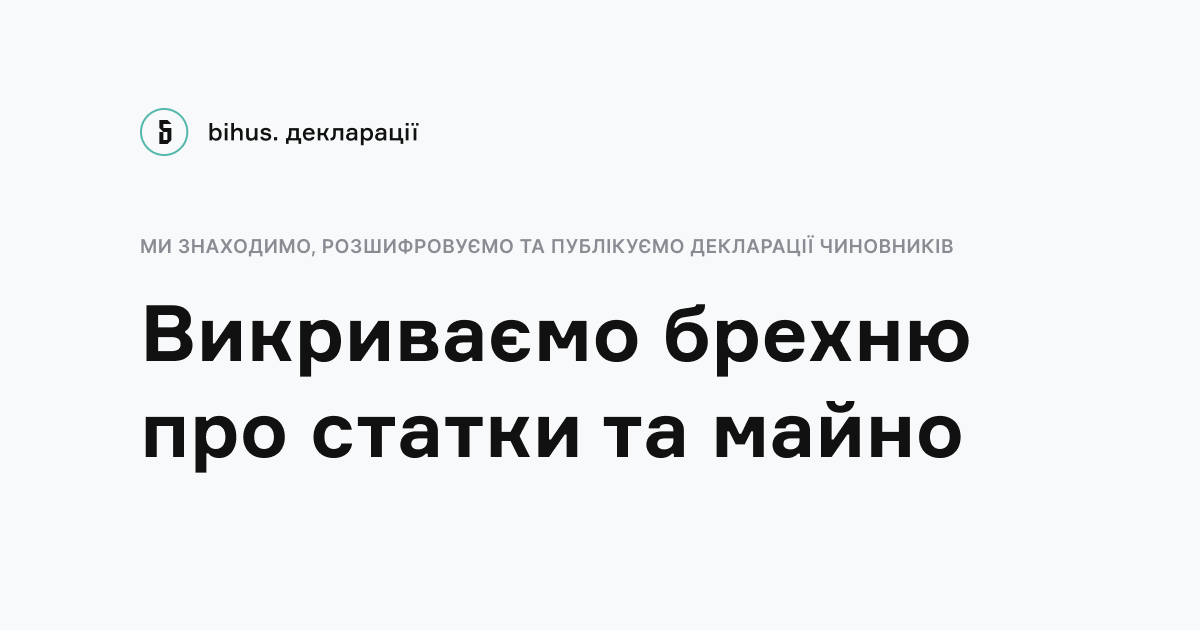 bihus. декларації
МИ ЗНАХОДИМО, РОЗШИФРОВУЄМО ТА ПУБЛІКУЄМО ДЕКЛАРАЦІЇ ЧИНОВНИКІВ
Викриваємо брехню
про статки та майно